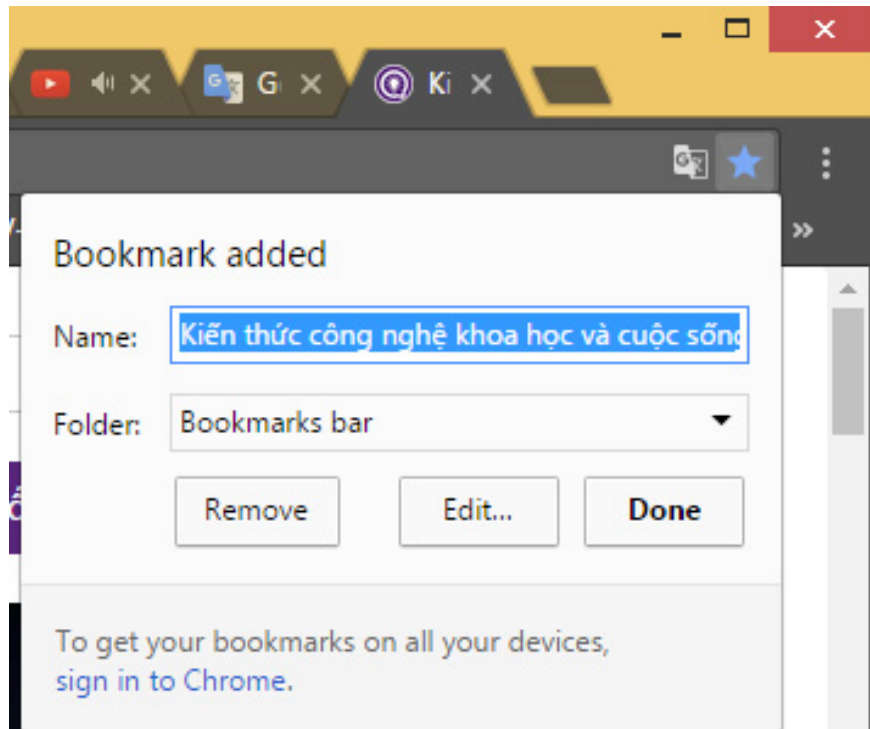 G
Ki
Bookmark added
Name: Kiến thức công nghệ khoa học và cuộc sống
Folder: Bookmarks bar
Remove Edit... Done
To get your bookmarks on all your devices,
sign in to Chrome.